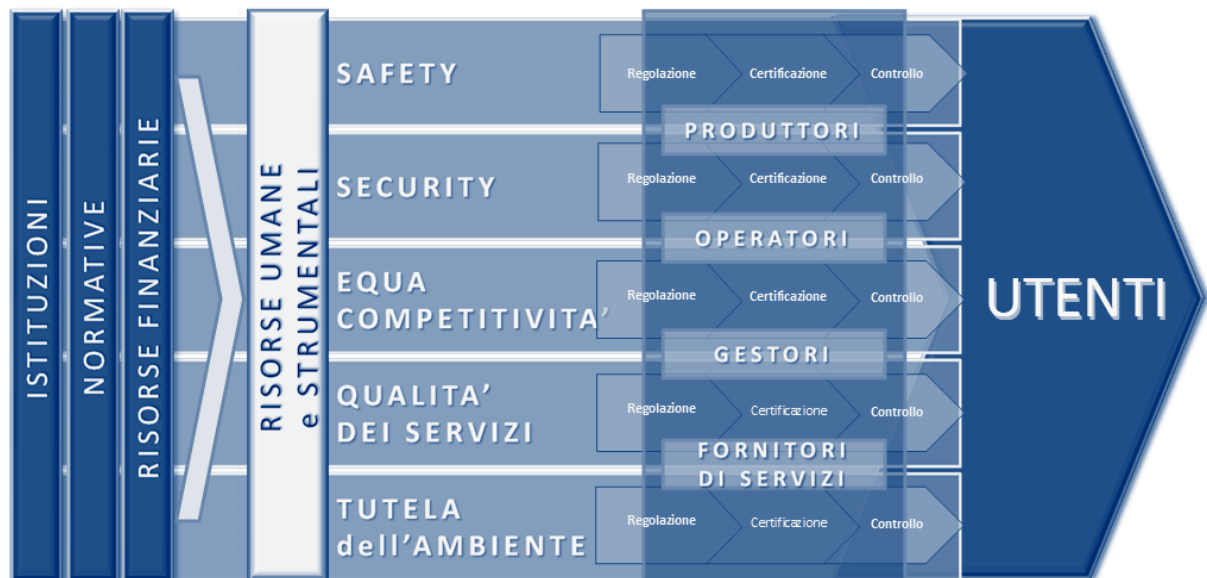 ISTITUZIONI
NORMATIVE
RISORSE FINANZIARIE
RISORSE UMANE
e STRUMENTALI
SAFETY
Regolazione Certificazione Controllo
PRODUTTORI
SECURITY
Regolazione Certificazione Controllo
OPERATORI
EQUA
COMPETITIVITA’
Regolazione Certificazione Controllo
GESTORI
QUALITA’
DEI SERVIZI
Regolazione Certificazione Controllo
FORNITORI
DI SERVIZI
TUTELA
dell’AMBIENTE
Regolazione Certificazione Controllo
UTENTI